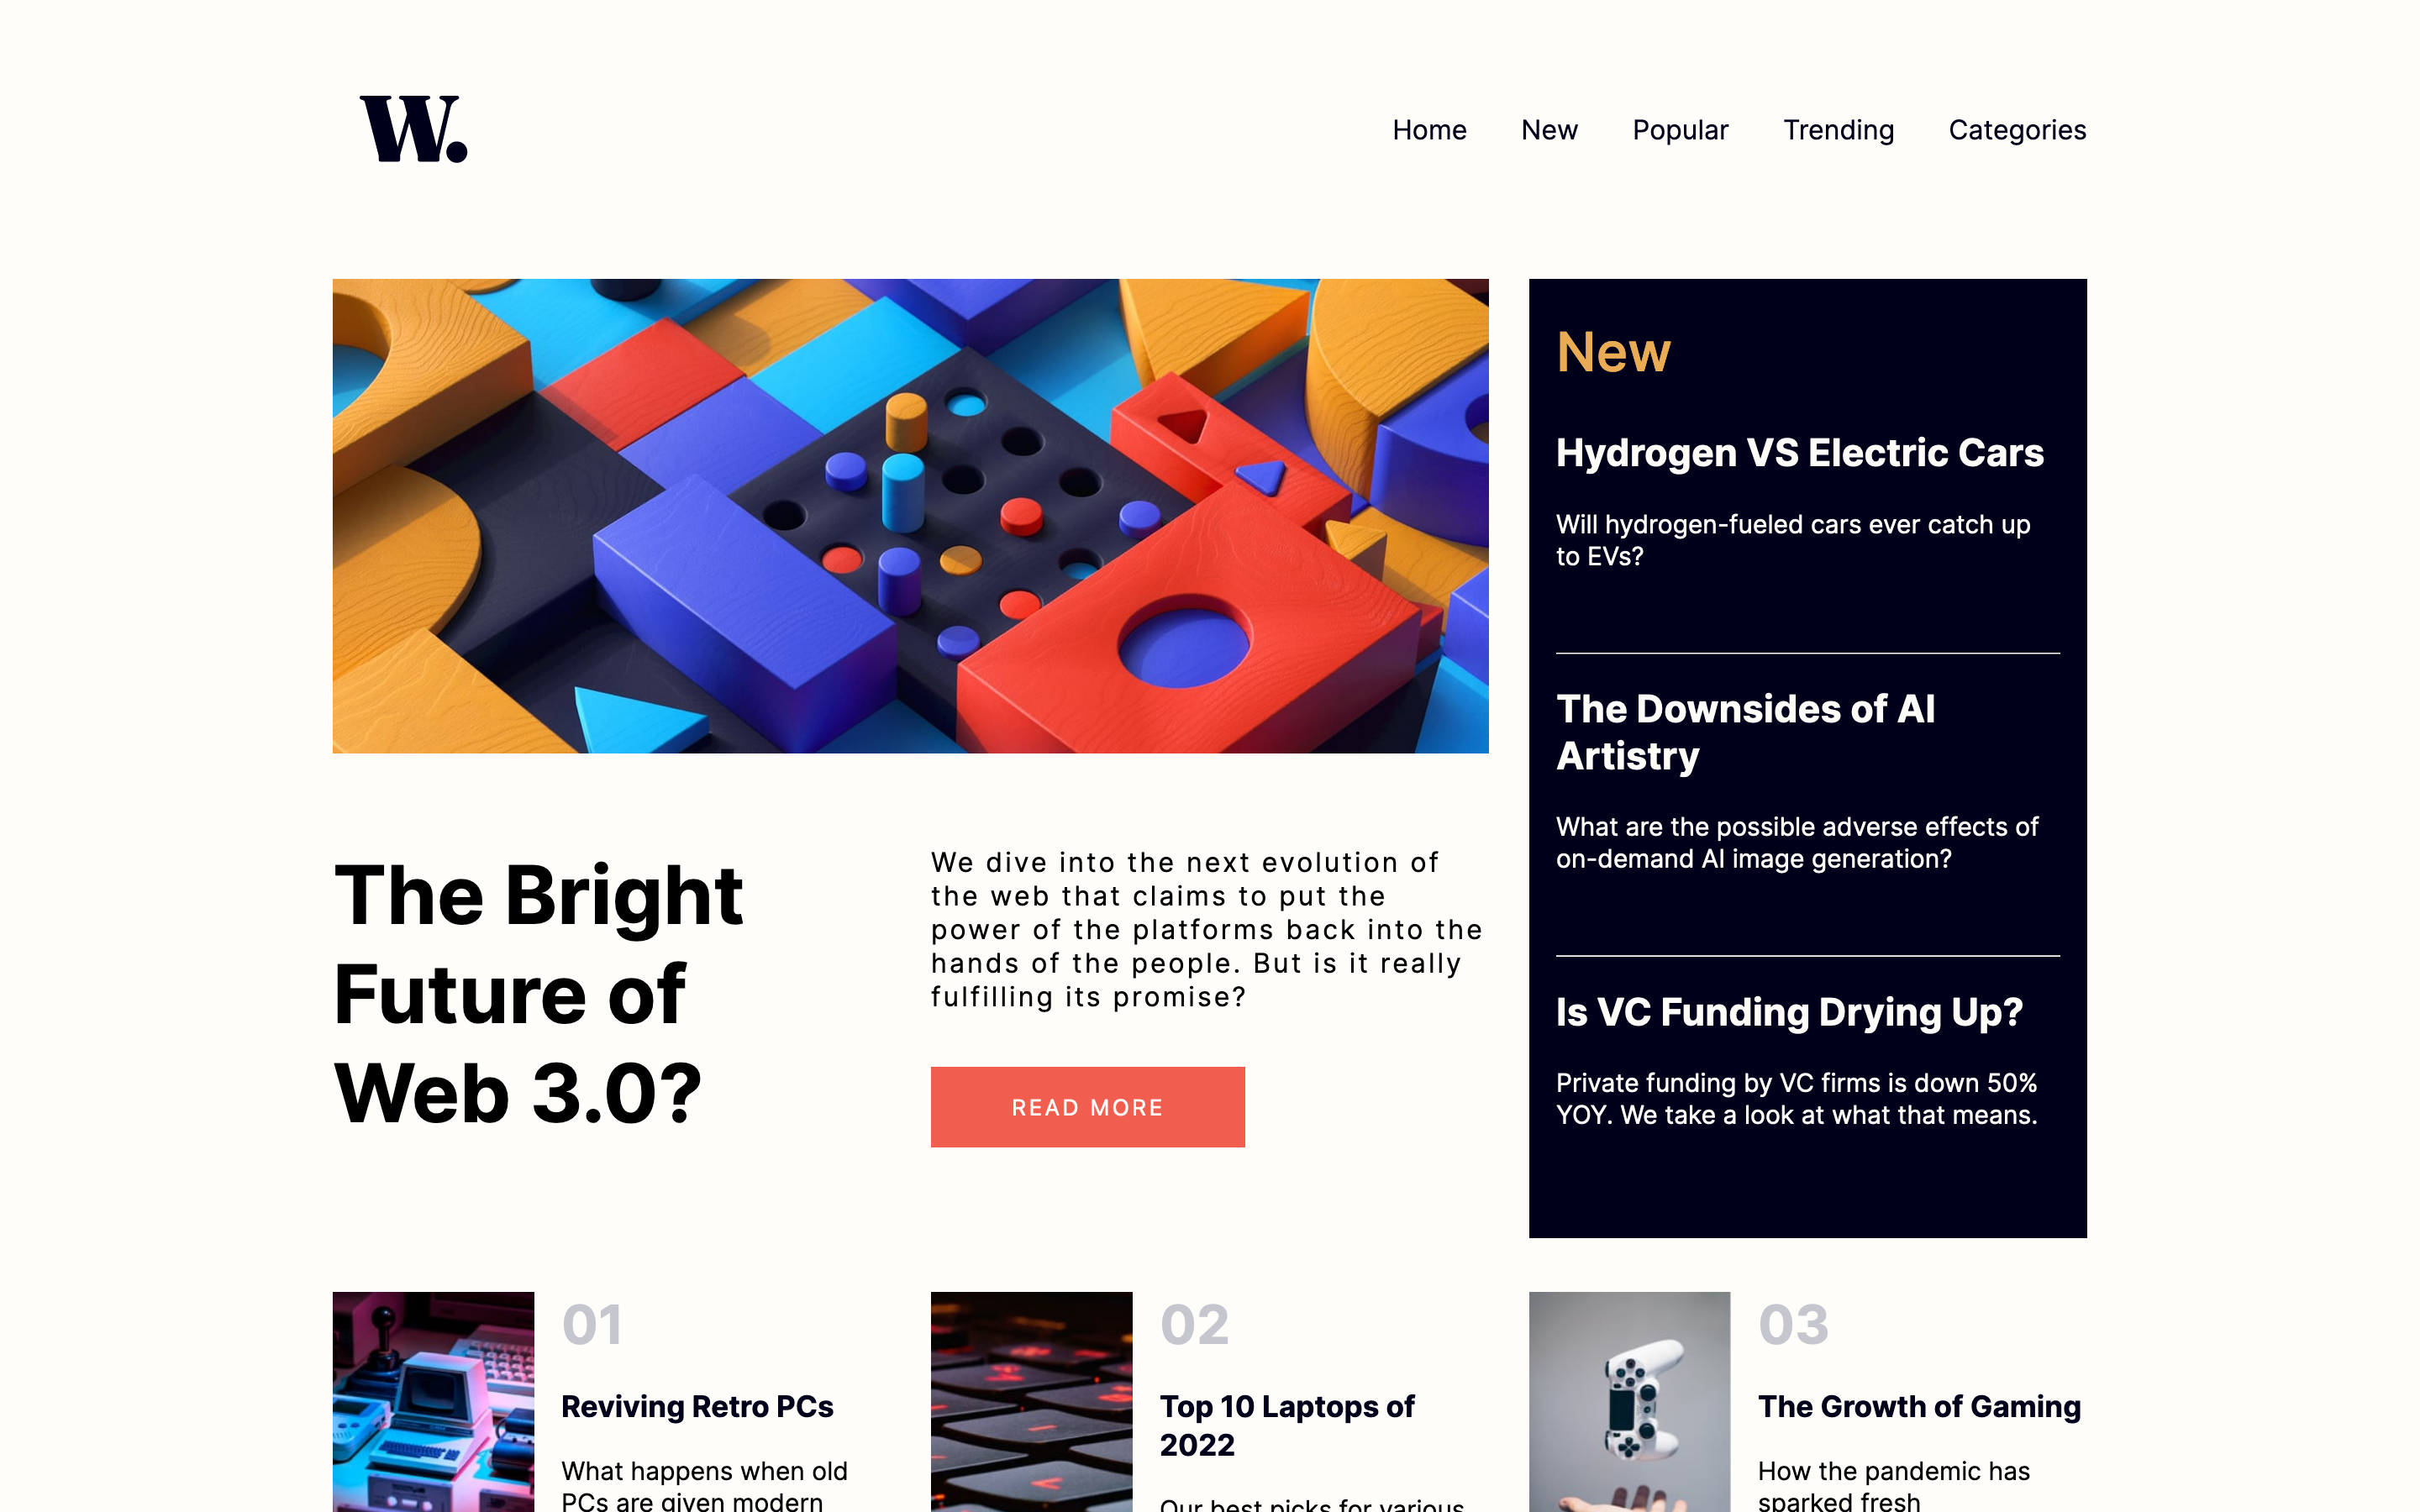 W.
Home New Popular Trending Categories
The Bright
Future of
Web 3.0?
We dive into the next evolution of
the web that claims to put the
power of the platforms back into the
hands of the people. But is it really
fulfilling its promise?
READ MORE
New
Hydrogen VS Electric Cars
Will hydrogen-fueled cars ever catch up
to EVs?
The Downsides of AI
Artistry
What are the possible adverse effects of
on-demand AI image generation?
Is VC Funding Drying Up?
Private funding by VC firms is down 50%
YOY. We take a look at what that means.
01
Reviving Retro PCs
What happens when old
PCs are given modern
02
Top 10 Laptops of
2022
Our best picks for various
03
The Growth of Gaming
How the pandemic has
sparked fresh